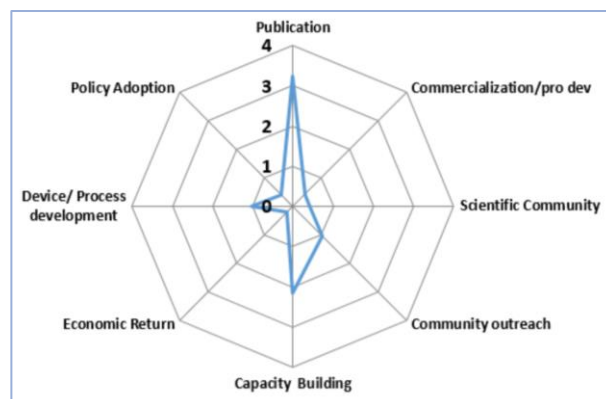 Publication
4
Policy Adoption
Commercialization/pro dev
3
2
1
Device/ Process
development
0
Scientific Community
Economic Return
Community outreach
Capacity Building